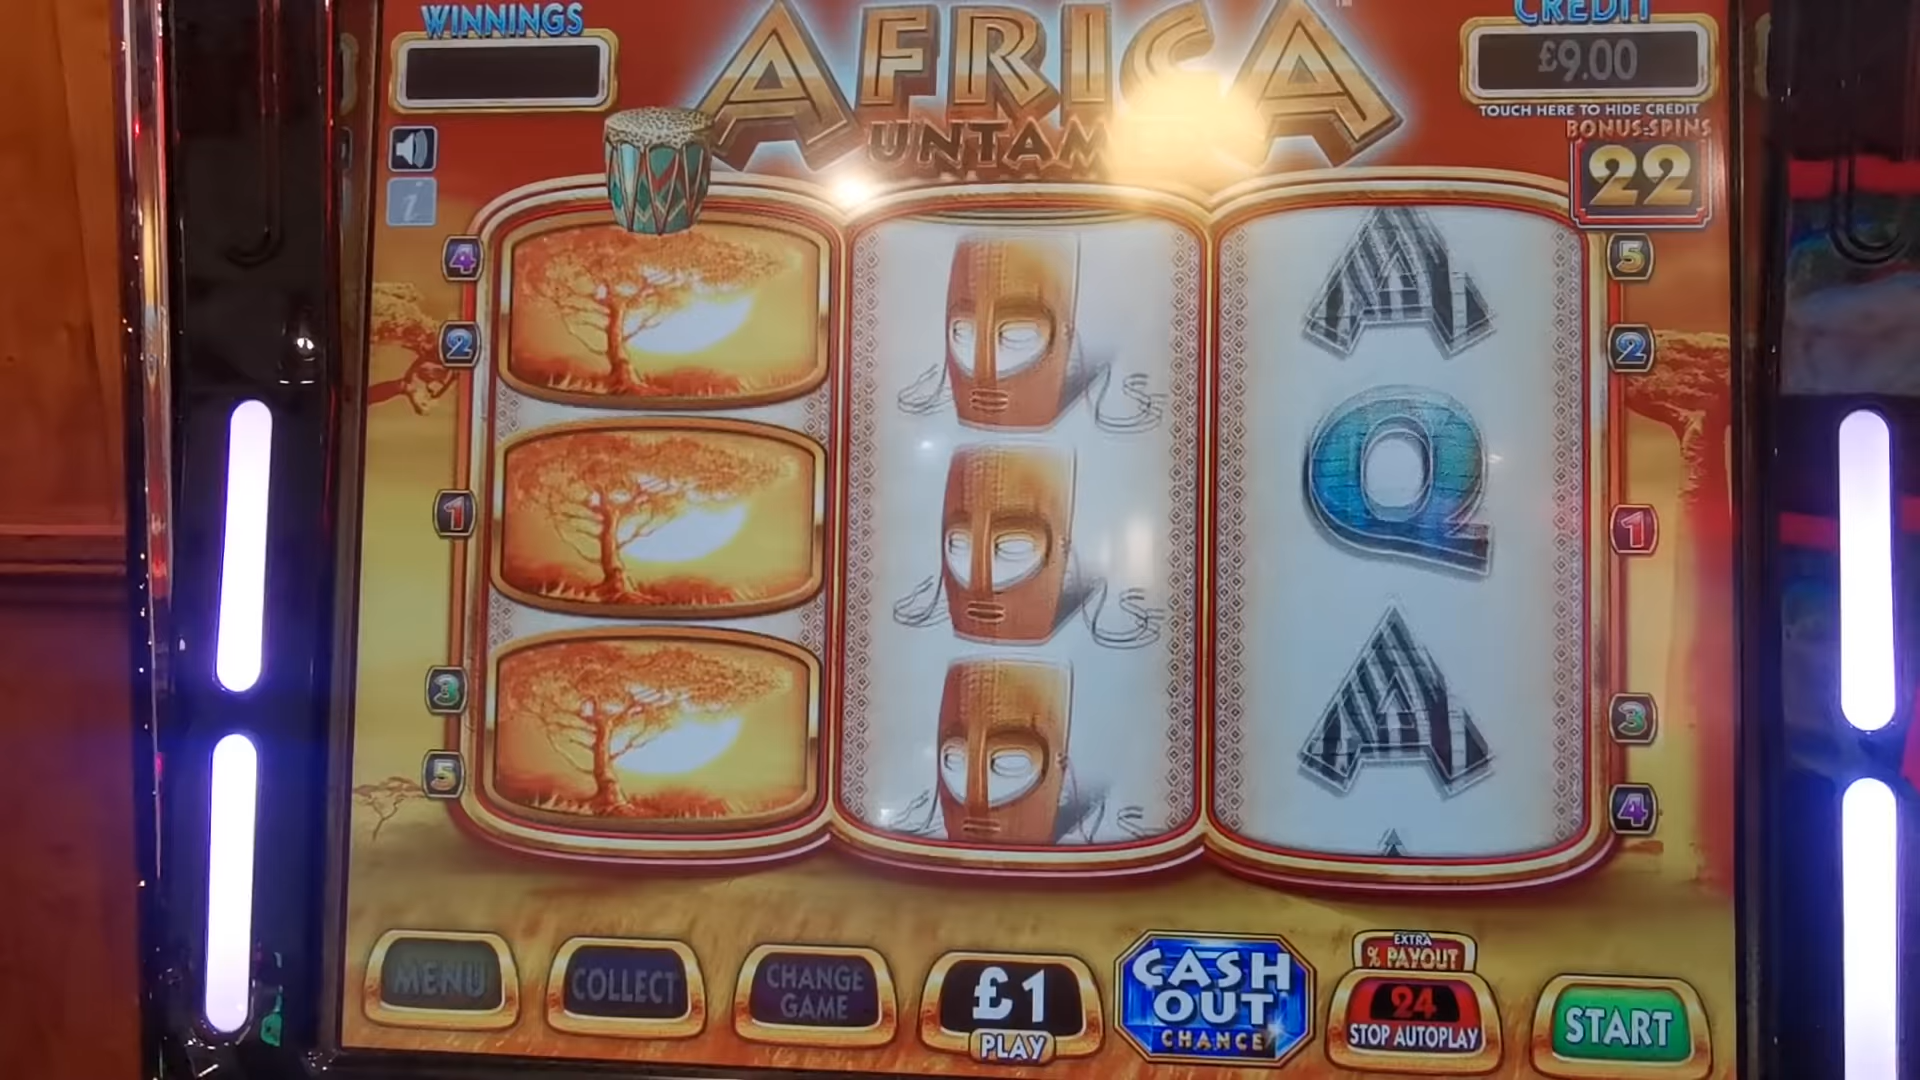 WINNINGS
CREDIT
£9.00
TOUCH HERE TO HIDE CREDIT
AFRICA
BONUS-SPINS
22
i
4
5
2
2
1
1
3
3
5
4
A
Q
A
MENU
COLLECT
CHANGE
GAME
£1
PLAY
CASH
OUT
CHANCE
EXTRA
% PAYOUT
24
STOP AUTOPLAY
START